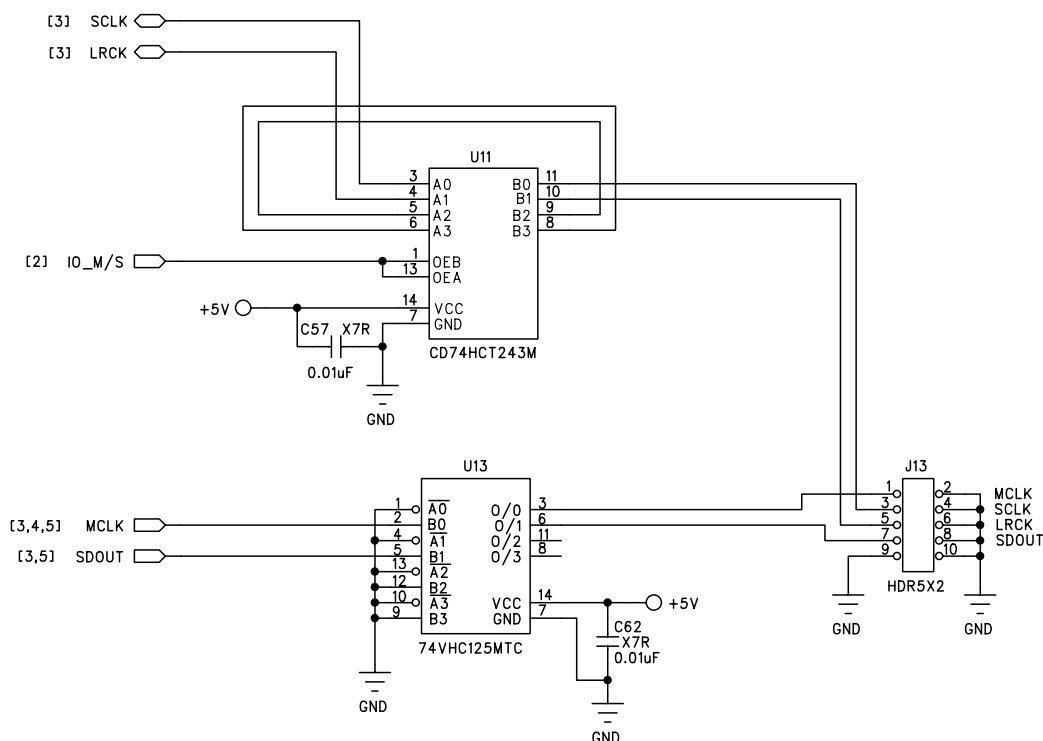 [3] SCLK
[3] LRCK
U11
3 A0 B0 11
4 A1 B1 10
5 A2 B2 9
6 A3 B3 8
[2] IO_M/S 1 OEB
13 OEA
+5V 14 VCC
7 GND
C57 X7R
0.01uF
CD74HCT243M
GND
U13
J13
1 A0 O/0 3
2 B0 O/1 6
4 A1 O/2 11
5 B1 O/3 8
13 A2
12 B2
10 A3 VCC 14
9 B3 GND 7
[3,4,5] MCLK
[3,5] SDOUT
74VHC125MTC
GND
+5V
C62
X7R
0.01uF
GND
1 2 MCLK
3 4 SCLK
5 6 LRCK
7 8 SDOUT
9 10
HDR5X2
GND
GND